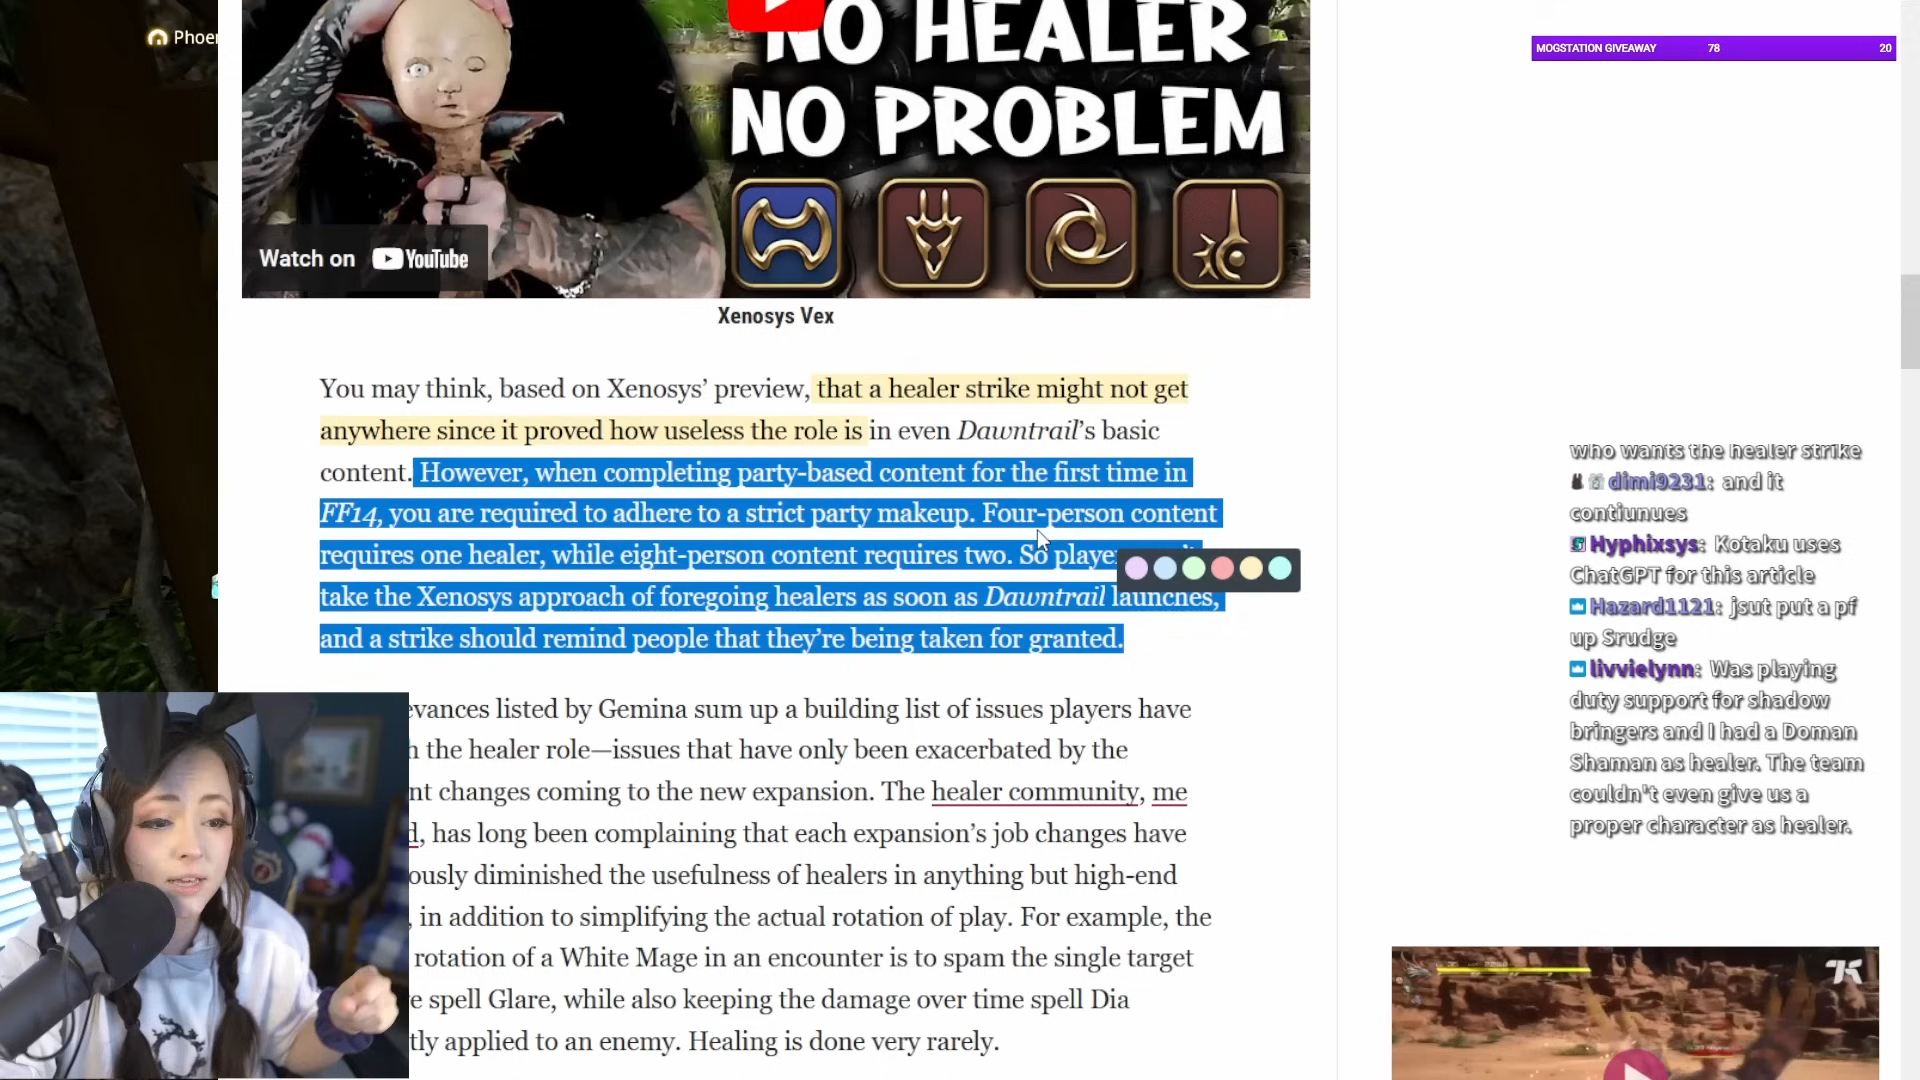 Phoen
MOGSTATION GIVEAWAY 78 20
NO HEALER
NO PROBLEM
Watch on YouTube
Xenosys Vex
You may think, based on Xenosys’ preview, that a healer strike might not get
anywhere since it proved how useless the role is in even Dawntrail’s basic
content. However, when completing party-based content for the first time in
FF14, you are required to adhere to a strict party makeup. Four-person content
requires one healer, while eight-person content requires two. So player
take the Xenosys approach of foregoing healers as soon as Dawntrail launches,
and a strike should remind people that they’re being taken for granted.
evances listed by Gemina sum up a building list of issues players have
h the healer role—issues that have only been exacerbated by the
nt changes coming to the new expansion. The healer community, me
d, has long been complaining that each expansion’s job changes have
ously diminished the usefulness of healers in anything but high-end
, in addition to simplifying the actual rotation of play. For example, the
rotation of a White Mage in an encounter is to spam the single target
e spell Glare, while also keeping the damage over time spell Dia
tly applied to an enemy. Healing is done very rarely.
who wants the healer strike
dimi9231: and it
contiunues
Hyphixsys: Kotaku uses
ChatGPT for this article
Hazard1121: jsut put a pf
up Srudge
livvielynn: Was playing
duty support for shadow
bringers and I had a Doman
Shaman as healer. The team
couldn't even give us a
proper character as healer.